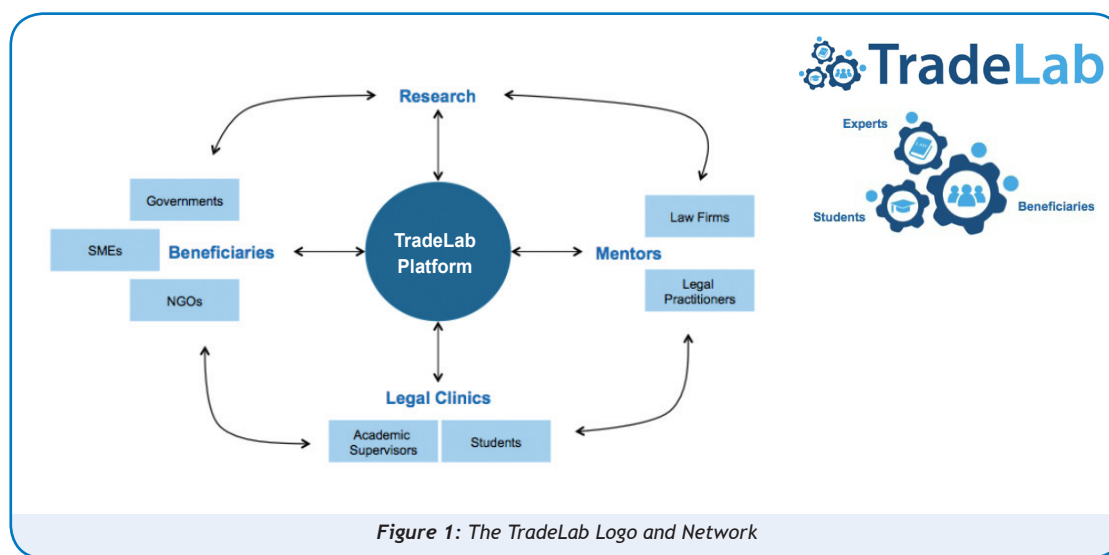 TradeLab
Research
Experts
Students
Beneficiaries
Governments
SMEs
Beneficiaries
NGOs
TradeLab
Platform
Law Firms
Mentors
Legal
Practitioners
Legal Clinics
Academic
Supervisors
Students
Figure 1: The TradeLab Logo and Network